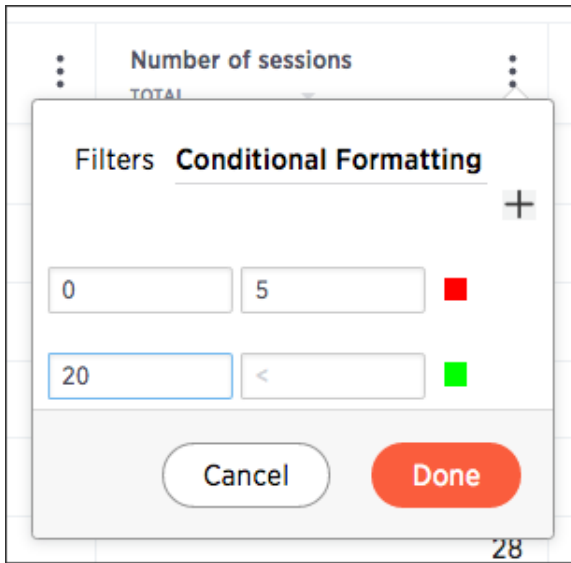 Number of sessions
TOTAL
Filters Conditional Formatting
+
0 5
20 <
Cancel Done
28